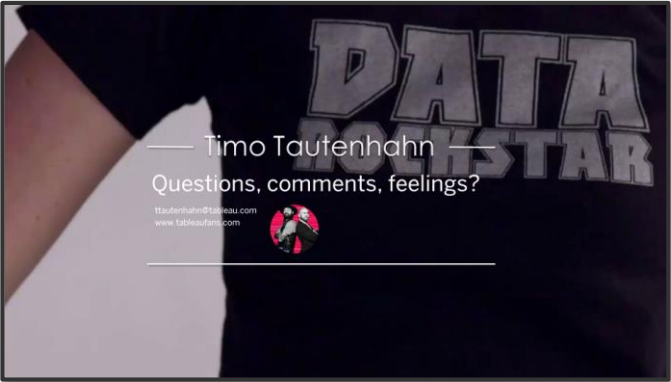 DATA
ROCKSTAR
Timo Tautenhahn
Questions, comments, feelings?
ttautenhahn@tableau.com
www.tableaufans.com